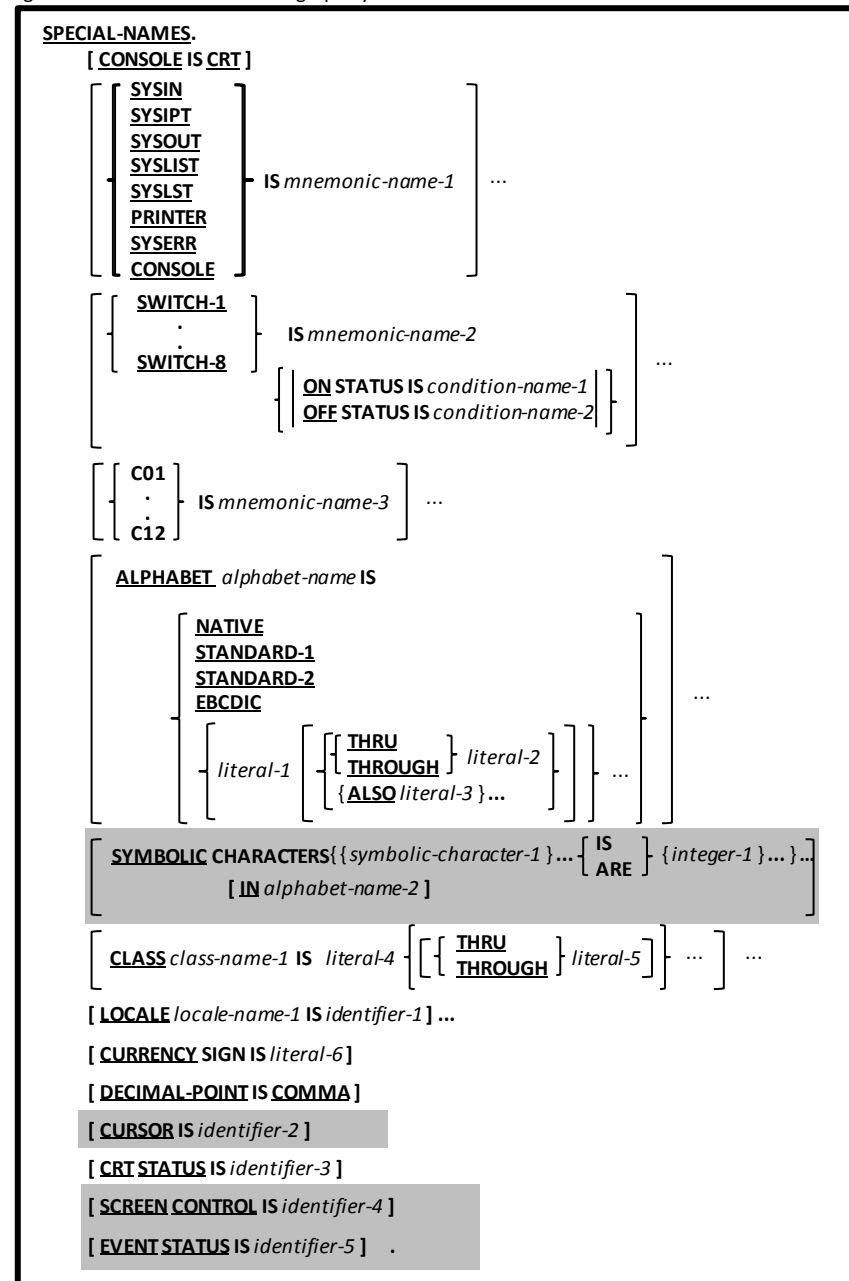 SPECIAL-NAMES.
[ CONSOLE IS CRT ]
SYSIN
SYSIPT
SYSOUT
SYSLIST
SYSLST
PRINTER
SYSERR
CONSOLE
IS mnemonic-name-1 ...
SWITCH-1
.
.
SWITCH-8
IS mnemonic-name-2
ON STATUS IS condition-name-1
OFF STATUS IS condition-name-2
...
C01
.
.
C12
IS mnemonic-name-3 ...
ALPHABET alphabet-name IS
NATIVE
STANDARD-1
STANDARD-2
EBCDIC
literal-1
THRU
THROUGH
literal-2
{ ALSO literal-3 } ...
...
...
SYMBOLIC CHARACTERS { { symbolic-character-1 } ... { IS ARE } { integer-1 } ... } ...
[ IN alphabet-name-2 ]
CLASS class-name-1 IS literal-4 { [ { THRU THROUGH } literal-5 ] } ... ] ...
[ LOCALE locale-name-1 IS identifier-1 ] ...
[ CURRENCY SIGN IS literal-6 ]
[ DECIMAL-POINT IS COMMA ]
[ CURSOR IS identifier-2 ]
[ CRT STATUS IS identifier-3 ]
[ SCREEN CONTROL IS identifier-4 ]
[ EVENT STATUS IS identifier-5 ] .